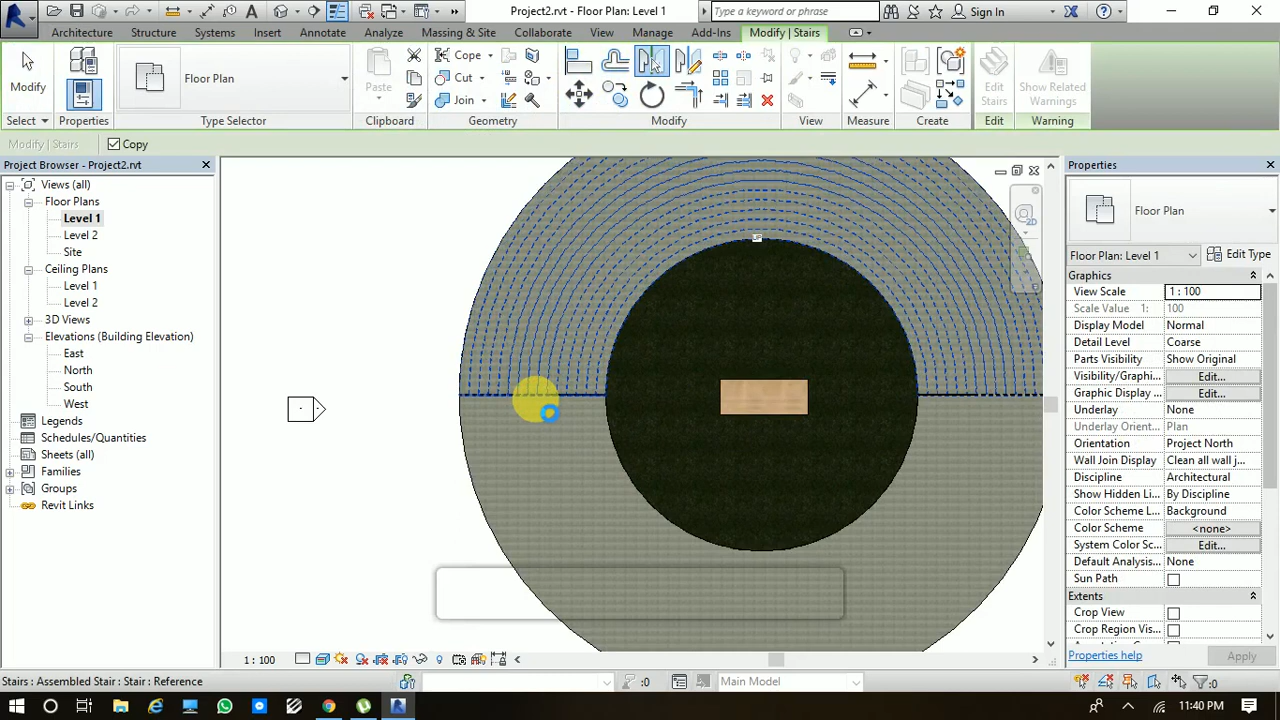 Project2.rvt - Floor Plan: Level 1
Type a keyword or phrase
Sign In
Architecture
Structure
Systems
Insert
Annotate
Analyze
Massing & Site
Collaborate
View
Manage
Add-Ins
Modify | Stairs
Modify
Select
Properties
Floor Plan
Type Selector
Paste
Clipboard
Cope
Cut
Join
Geometry
Modify
View
Measure
Create
Edit
Stairs
Edit
Show Related
Warnings
Warning
Modify | Stairs
Copy
Project Browser - Project2.rvt
Views (all)
Floor Plans
Level 1
Level 2
Site
Ceiling Plans
Level 1
Level 2
3D Views
Elevations (Building Elevation)
East
North
South
West
Legends
Schedules/Quantities
Sheets (all)
Families
Groups
Revit Links
2D
Properties
Floor Plan
Floor Plan: Level 1
Edit Type
Graphics
View Scale 1 : 100
Scale Value 1: 100
Display Model Normal
Detail Level Coarse
Parts Visibility Show Original
Visibility/Graphi... Edit...
Graphic Display ... Edit...
Underlay None
Underlay Orient... Plan
Orientation Project North
Wall Join Display Clean all wall j...
Discipline Architectural
Show Hidden Li... By Discipline
Color Scheme L... Background
Color Scheme <none>
System Color Sc... Edit...
Default Analysis... None
Sun Path
Extents
Crop View
Crop Region Vis...
Properties help
Apply
1 : 100
Stairs : Assembled Stair : Stair : Reference
:0
Main Model
:0
11:40 PM